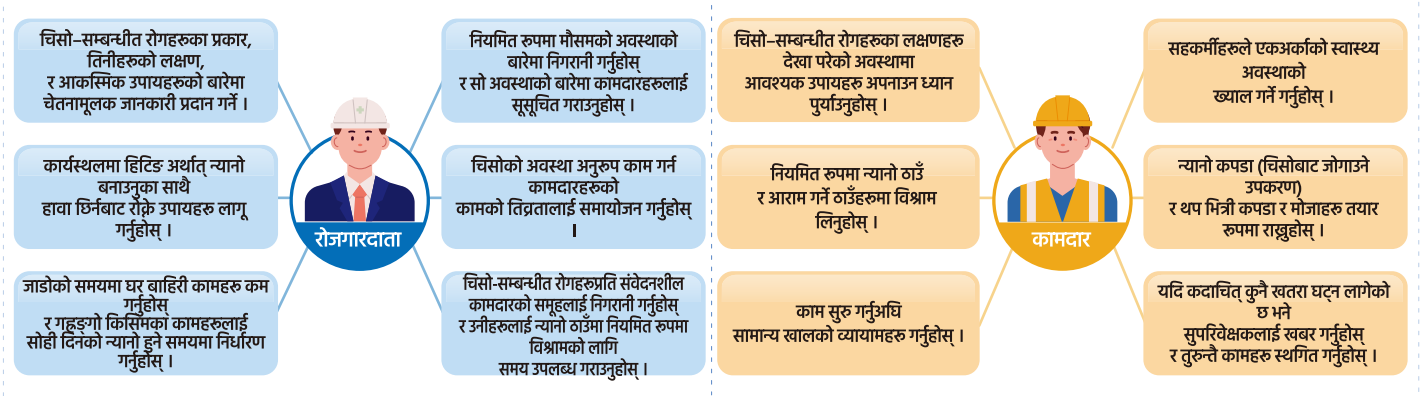 चिसो-सम्बन्धीत रोगहरूका प्रकार,
तिनीहरूको लक्षण,
र आकस्मिक उपायहरूको बारेमा
चेतनामूलक जानकारी प्रदान गर्ने ।
नियमित रूपमा मौसमको अवस्थाको
बारेमा निगरानी गर्नुहोस्
र सो अवस्थाको बारेमा कामदारहरूलाई
सूसूचित गराउनुहोस् ।
कार्यस्थलमा हिटिङ अर्थात् न्यानो
बनाउनुका साथै
हावा छिर्नबाट रोक्ने उपायहरू लागू
गर्नुहोस् ।
चिसोको अवस्था अनुरूप काम गर्न
कामदारहरूको
कामको तिव्रतालाई समायोजन गर्नुहोस्
।
रोजगारदाता
जाडोको समयमा घर बाहिरी कामहरू कम
गर्नुहोस्
र गह्रुङ्गो किसिमका कामहरूलाई
सोही दिनको न्यानो हुने समयमा निर्धारण
गर्नुहोस् ।
चिसो-सम्बन्धीत रोगहरूप्रति संवेदनशील
कामदारको समूहलाई निगरानी गर्नुहोस्
र उनीहरूलाई न्यानो ठाउँमा नियमित रूपमा
विश्रामको लागि
समय उपलब्ध गराउनुहोस् ।
चिसो-सम्बन्धीत रोगहरूका लक्षणहरू
देखा परेको अवस्थामा
आवश्यक उपायहरू अपनाउन ध्यान
पुर्याउनुहोस् ।
सहकर्मीहरूले एकअर्काको स्वास्थ्य
अवस्थाको
ख्याल गर्ने गर्नुहोस् ।
नियमित रूपमा न्यानो ठाउँ
र आराम गर्ने ठाउँहरूमा विश्राम
लिनुहोस् ।
न्यानो कपडा (चिसोबाट जोगाउने
उपकरण)
र थप भित्री कपडा र मोजाहरू तयार
रूपमा राख्नुहोस् ।
कामदार
काम सुरु गर्नुअघि
सामान्य खालको व्यायामहरू गर्नुहोस् ।
यदि कदाचित् कुनै खतरा घट्न लागेको
छ भने
सुपरिवेक्षकलाई खबर गर्नुहोस्
र तुरुन्तै कामहरू स्थगित गर्नुहोस् ।